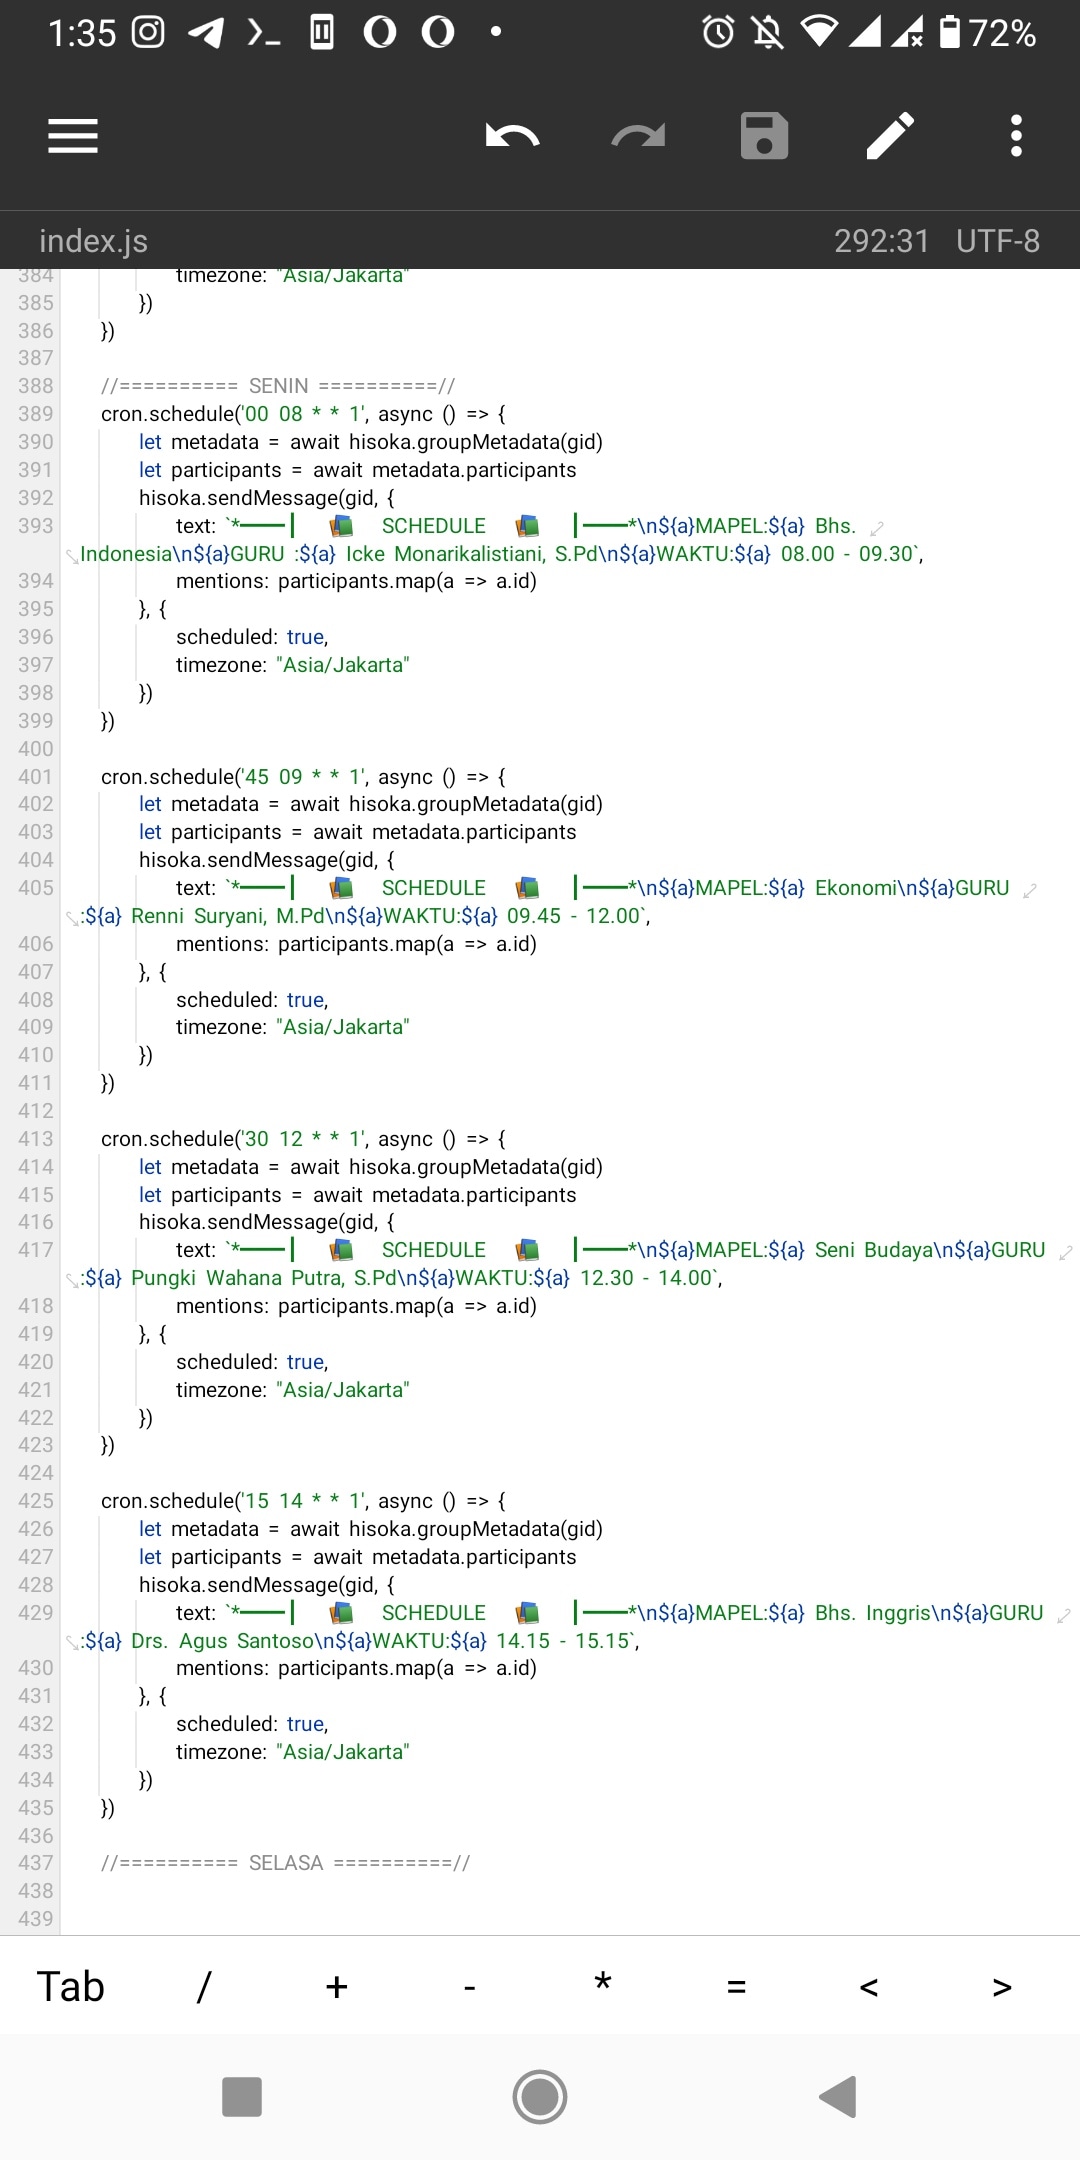 1:35 72%
index.js 292:31 UTF-8
384 timezone: "Asia/Jakarta"
385 })
386 })
387
388 //========== SENIN ==========//
389 cron.schedule('00 08 * * 1', async () => {
390 let metadata = await hisoka.groupMetadata(gid)
391 let participants = await metadata.participants
392 hisoka.sendMessage(gid, {
393 text: `*━━━━┃ 📚 SCHEDULE 📚 ┃━━━━*\n${a}MAPEL:${a} Bhs.
Indonesia\n${a}GURU :${a} Icke Monarikalistiani, S.Pd\n${a}WAKTU:${a} 08.00 - 09.30`,
394 mentions: participants.map(a => a.id)
395 }, {
396 scheduled: true,
397 timezone: "Asia/Jakarta"
398 })
399 })
400
401 cron.schedule('45 09 * * 1', async () => {
402 let metadata = await hisoka.groupMetadata(gid)
403 let participants = await metadata.participants
404 hisoka.sendMessage(gid, {
405 text: `*━━━━┃ 📚 SCHEDULE 📚 ┃━━━━*\n${a}MAPEL:${a} Ekonomi\n${a}GURU
:${a} Renni Suryani, M.Pd\n${a}WAKTU:${a} 09.45 - 12.00`,
406 mentions: participants.map(a => a.id)
407 }, {
408 scheduled: true,
409 timezone: "Asia/Jakarta"
410 })
411 })
412
413 cron.schedule('30 12 * * 1', async () => {
414 let metadata = await hisoka.groupMetadata(gid)
415 let participants = await metadata.participants
416 hisoka.sendMessage(gid, {
417 text: `*━━━━┃ 📚 SCHEDULE 📚 ┃━━━━*\n${a}MAPEL:${a} Seni Budaya\n${a}GURU
:${a} Pungki Wahana Putra, S.Pd\n${a}WAKTU:${a} 12.30 - 14.00`,
418 mentions: participants.map(a => a.id)
419 }, {
420 scheduled: true,
421 timezone: "Asia/Jakarta"
422 })
423 })
424
425 cron.schedule('15 14 * * 1', async () => {
426 let metadata = await hisoka.groupMetadata(gid)
427 let participants = await metadata.participants
428 hisoka.sendMessage(gid, {
429 text: `*━━━━┃ 📚 SCHEDULE 📚 ┃━━━━*\n${a}MAPEL:${a} Bhs. Inggris\n${a}GURU
:${a} Drs. Agus Santoso\n${a}WAKTU:${a} 14.15 - 15.15`,
430 mentions: participants.map(a => a.id)
431 }, {
432 scheduled: true,
433 timezone: "Asia/Jakarta"
434 })
435 })
436
437 //========== SELASA ==========//
438
439
Tab / + - * = < >